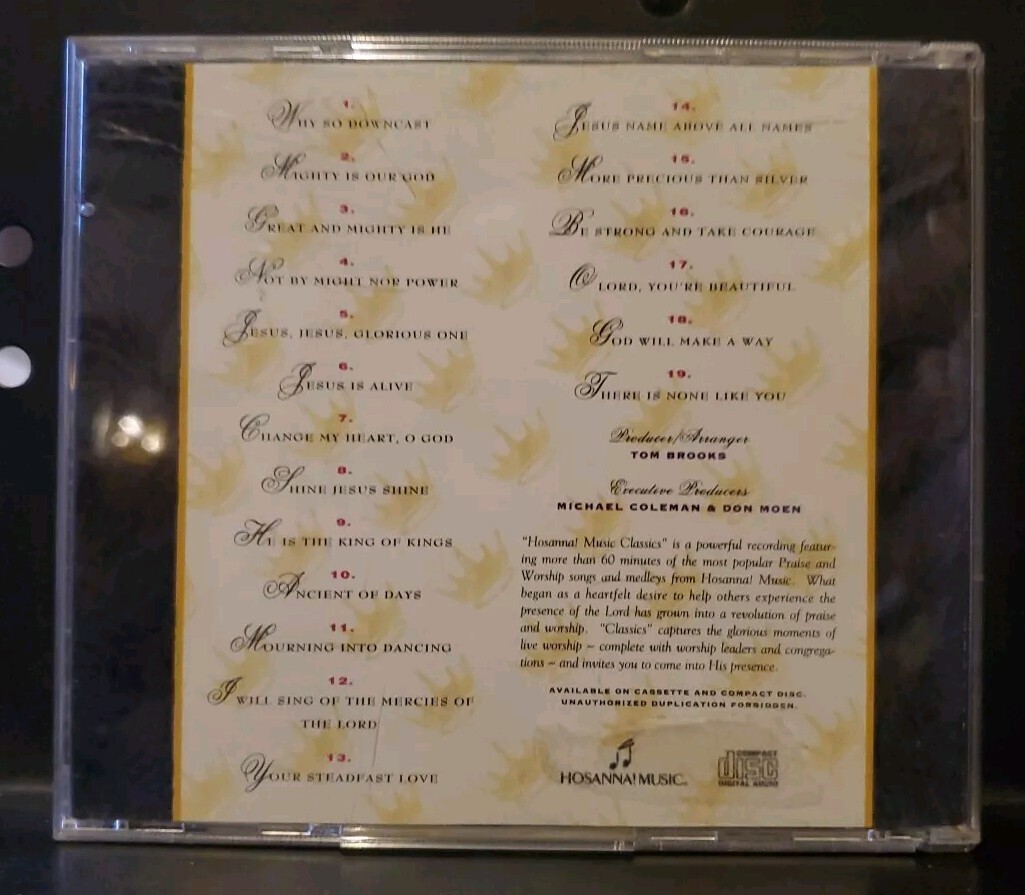 1.
WHY SO DOWNCAST
2.
MIGHTY IS OUR GOD
3.
GREAT AND MIGHTY IS HE
4.
NOT BY MIGHT NOR POWER
5.
JESUS, JESUS, GLORIOUS ONE
6.
JESUS IS ALIVE
7.
CHANGE MY HEART, O GOD
8.
SHINE JESUS SHINE
9.
HE IS THE KING OF KINGS
10.
ANCIENT OF DAYS
11.
MOURNING INTO DANCING
12.
I WILL SING OF THE MERCIES OF
THE LORD
13.
YOUR STEADFAST LOVE
14.
JESUS NAME ABOVE ALL NAMES
15.
MORE PRECIOUS THAN SILVER
16.
BE STRONG AND TAKE COURAGE
17.
O LORD, YOU'RE BEAUTIFUL
18.
GOD WILL MAKE A WAY
19.
THERE IS NONE LIKE YOU
Producer/Arranger
TOM BROOKS
Executive Producers
MICHAEL COLEMAN & DON MOEN
"Hosanna! Music Classics" is a powerful recording featur-
ing more than 60 minutes of the most popular Praise and
Worship songs and medleys from Hosanna! Music. What
began as a heartfelt desire to help others experience the
presence of the Lord has grown into a revolution of praise
and worship. "Classics" captures the glorious moments of
live worship ~ complete with worship leaders and congrega-
tions ~ and invites you to come into His presence.
AVAILABLE ON CASSETTE AND COMPACT DISC.
UNAUTHORIZED DUPLICATION FORBIDDEN.
HOSANNA! MUSIC
COMPACT
disc
DIGITAL AUDIO